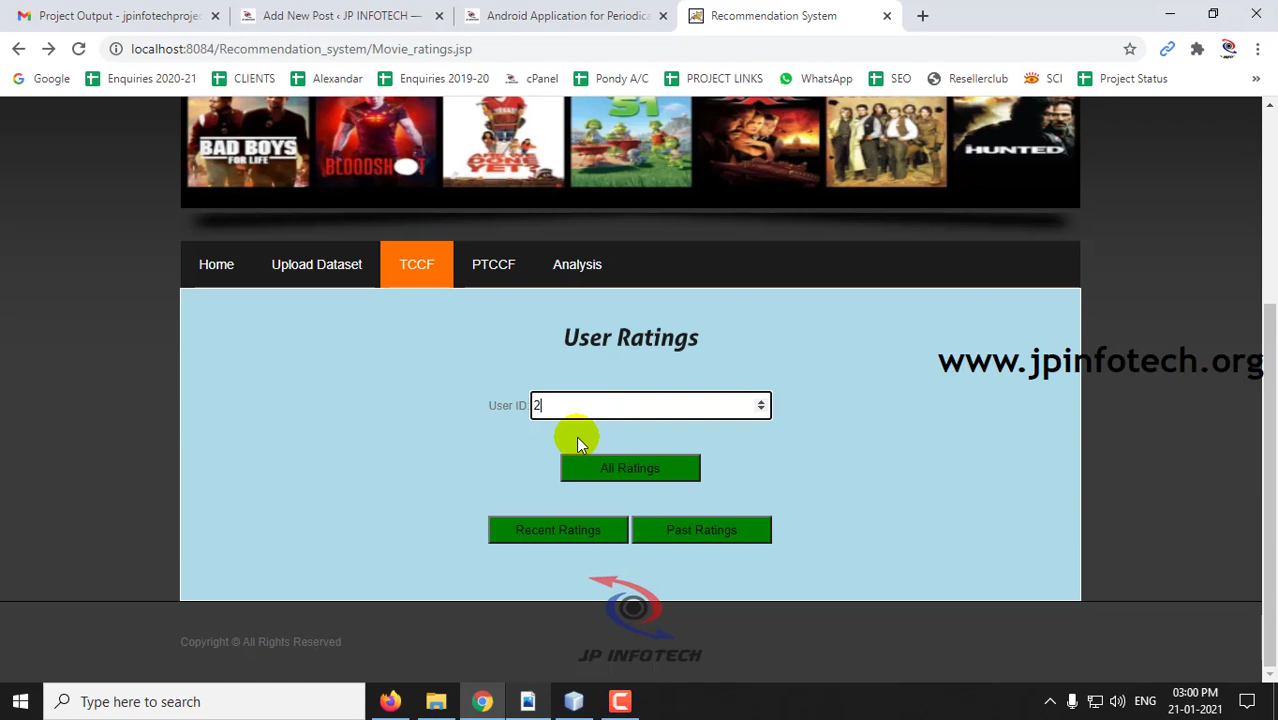 Project Output - jpinfotechproje
Add New Post ‹ JP INFOTECH —
Android Application for Periodica
Recommendation System
localhost:8084/Recommendation_system/Movie_ratings.jsp
Google
Enquiries 2020-21
CLIENTS
Alexandar
Enquiries 2019-20
cPanel
Pondy A/C
PROJECT LINKS
WhatsApp
SEO
Resellerclub
SCI
Project Status
»
BAD BOYS
FOR LIFE
BLOODSHOT
DONE
YET
51
HUNTED
Home
Upload Dataset
TCCF
PTCCF
Analysis
User Ratings
www.jpinfotech.org
User ID: 2
All Ratings
Recent Ratings
Past Ratings
Copyright © All Rights Reserved
JP INFOTECH
Type here to search
ENG
03:00 PM
21-01-2021